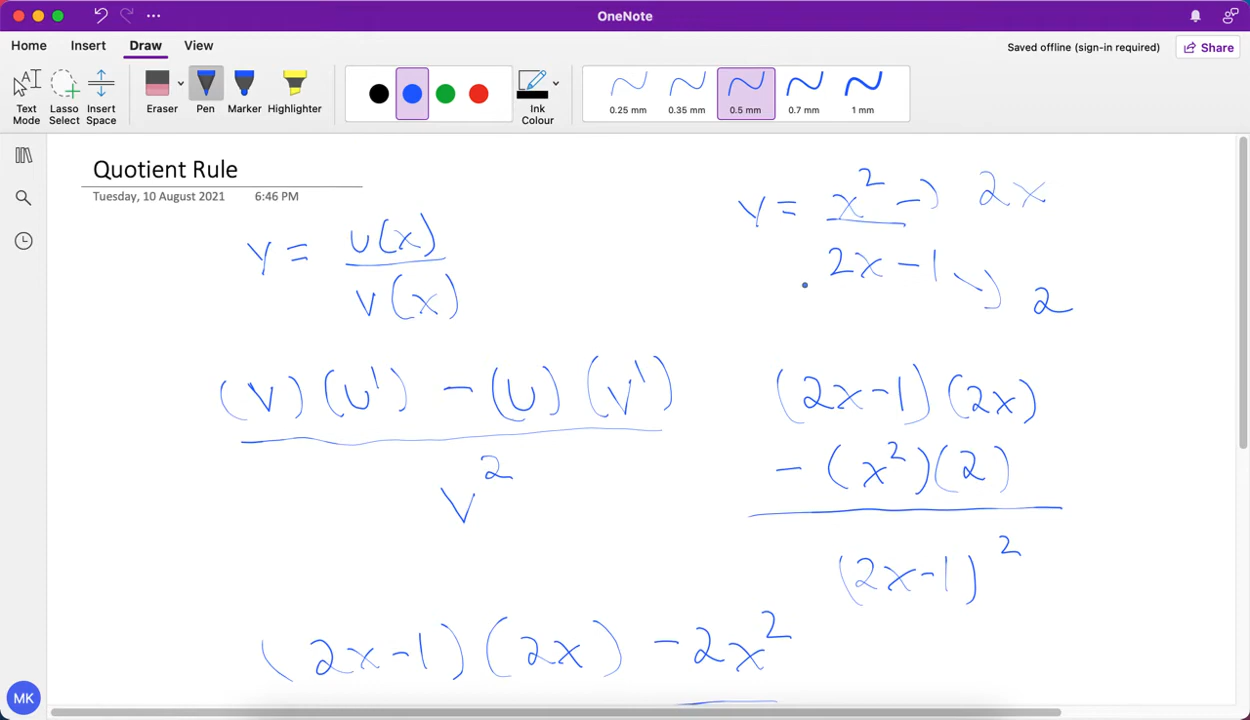 OneNote
Home Insert Draw View
Saved offline (sign-in required) Share
Text Mode
Lasso Select
Insert Space
Eraser
Pen
Marker
Highlighter
Ink Colour
0.25 mm
0.35 mm
0.5 mm
0.7 mm
1 mm
Quotient Rule
Tuesday, 10 August 2021 6:46 PM
y = u(x)
v(x)
(v)(u') - (u)(v')
v²
y = x² → 2x
2x - 1 → 2
(2x-1)(2x)
- (x²)(2)
(2x-1)²
(2x-1)(2x) - 2x²
MK